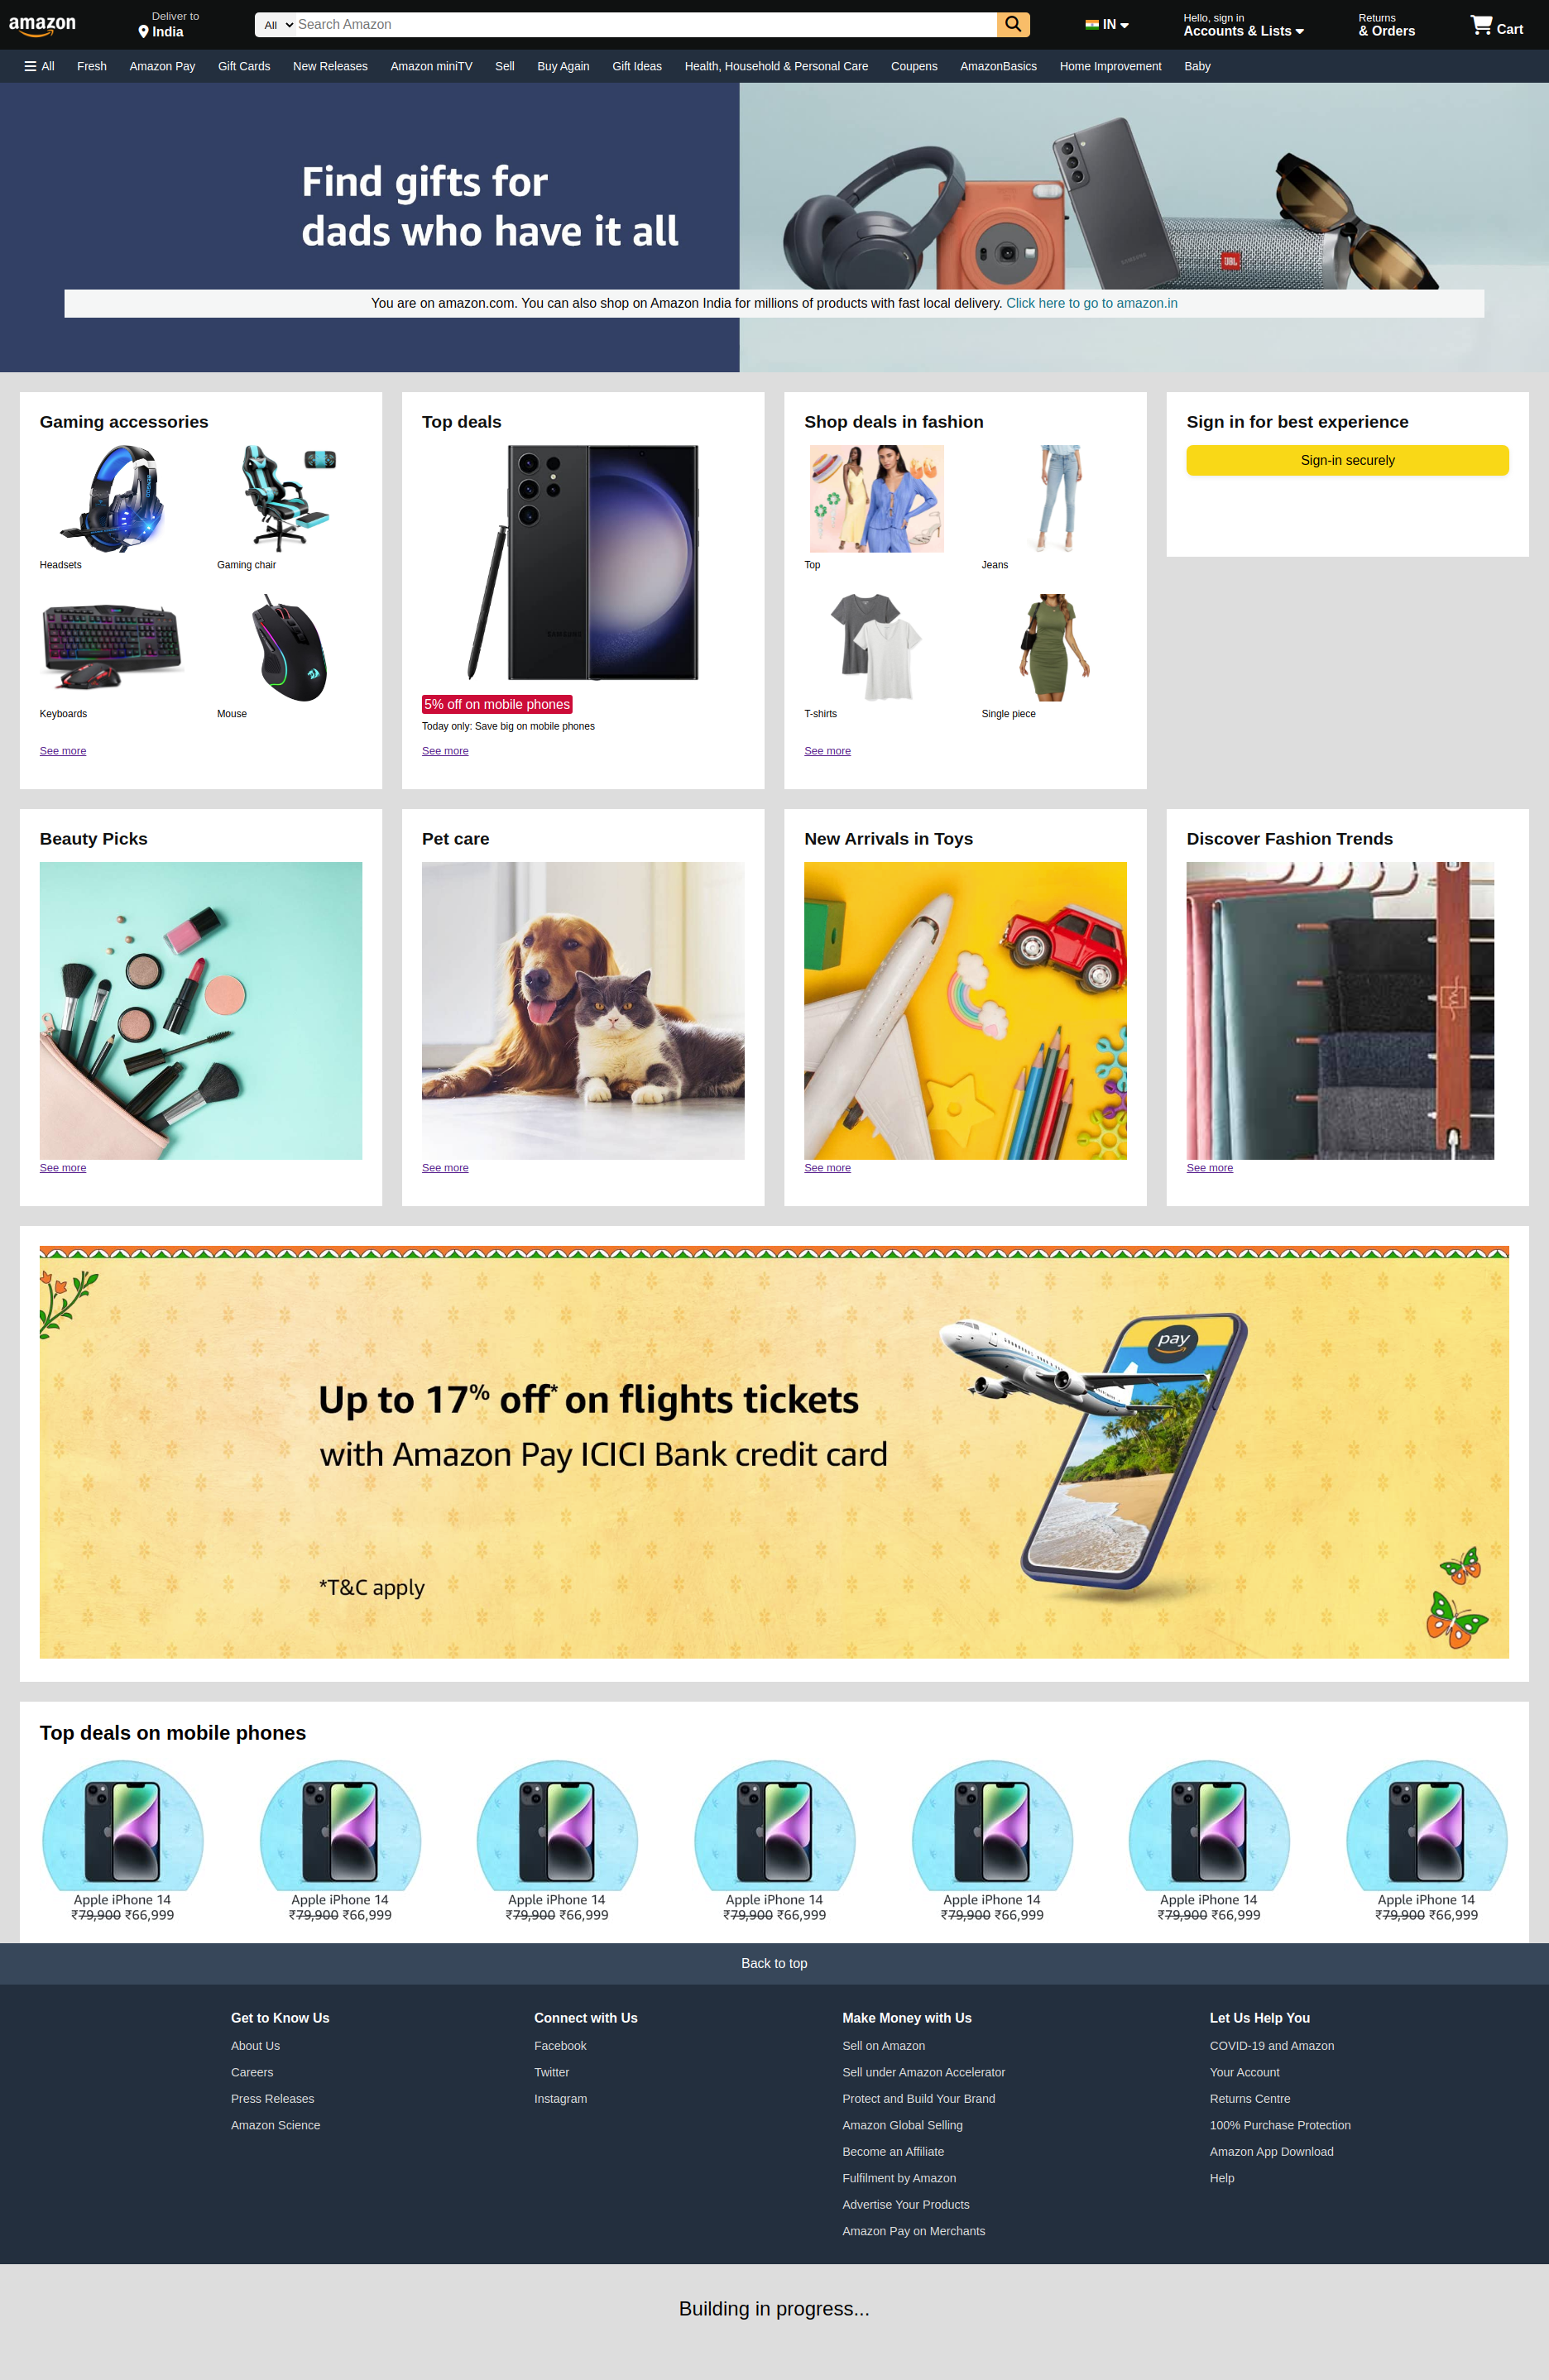 amazon
Deliver to
India
All
Search Amazon
IN
Hello, sign in
Accounts & Lists
Returns
& Orders
Cart
All
Fresh
Amazon Pay
Gift Cards
New Releases
Amazon miniTV
Sell
Buy Again
Gift Ideas
Health, Household & Personal Care
Coupens
AmazonBasics
Home Improvement
Baby
Find gifts for
dads who have it all
SAMSUNG
JBL
You are on amazon.com. You can also shop on Amazon India for millions of products with fast local delivery. Click here to go to amazon.in
Gaming accessories
Headsets
Gaming chair
Keyboards
Mouse
See more
Top deals
SAMSUNG
5% off on mobile phones
Today only: Save big on mobile phones
See more
Shop deals in fashion
Top
Jeans
T-shirts
Single piece
See more
Sign in for best experience
Sign-in securely
Beauty Picks
See more
Pet care
See more
New Arrivals in Toys
See more
Discover Fashion Trends
See more
Up to 17% off* on flights tickets
with Amazon Pay ICICI Bank credit card
*T&C apply
pay
Top deals on mobile phones
Apple iPhone 14
₹79,900 ₹66,999
Apple iPhone 14
₹79,900 ₹66,999
Apple iPhone 14
₹79,900 ₹66,999
Apple iPhone 14
₹79,900 ₹66,999
Apple iPhone 14
₹79,900 ₹66,999
Apple iPhone 14
₹79,900 ₹66,999
Apple iPhone 14
₹79,900 ₹66,999
Back to top
Get to Know Us
About Us
Careers
Press Releases
Amazon Science
Connect with Us
Facebook
Twitter
Instagram
Make Money with Us
Sell on Amazon
Sell under Amazon Accelerator
Protect and Build Your Brand
Amazon Global Selling
Become an Affiliate
Fulfilment by Amazon
Advertise Your Products
Amazon Pay on Merchants
Let Us Help You
COVID-19 and Amazon
Your Account
Returns Centre
100% Purchase Protection
Amazon App Download
Help
Building in progress...